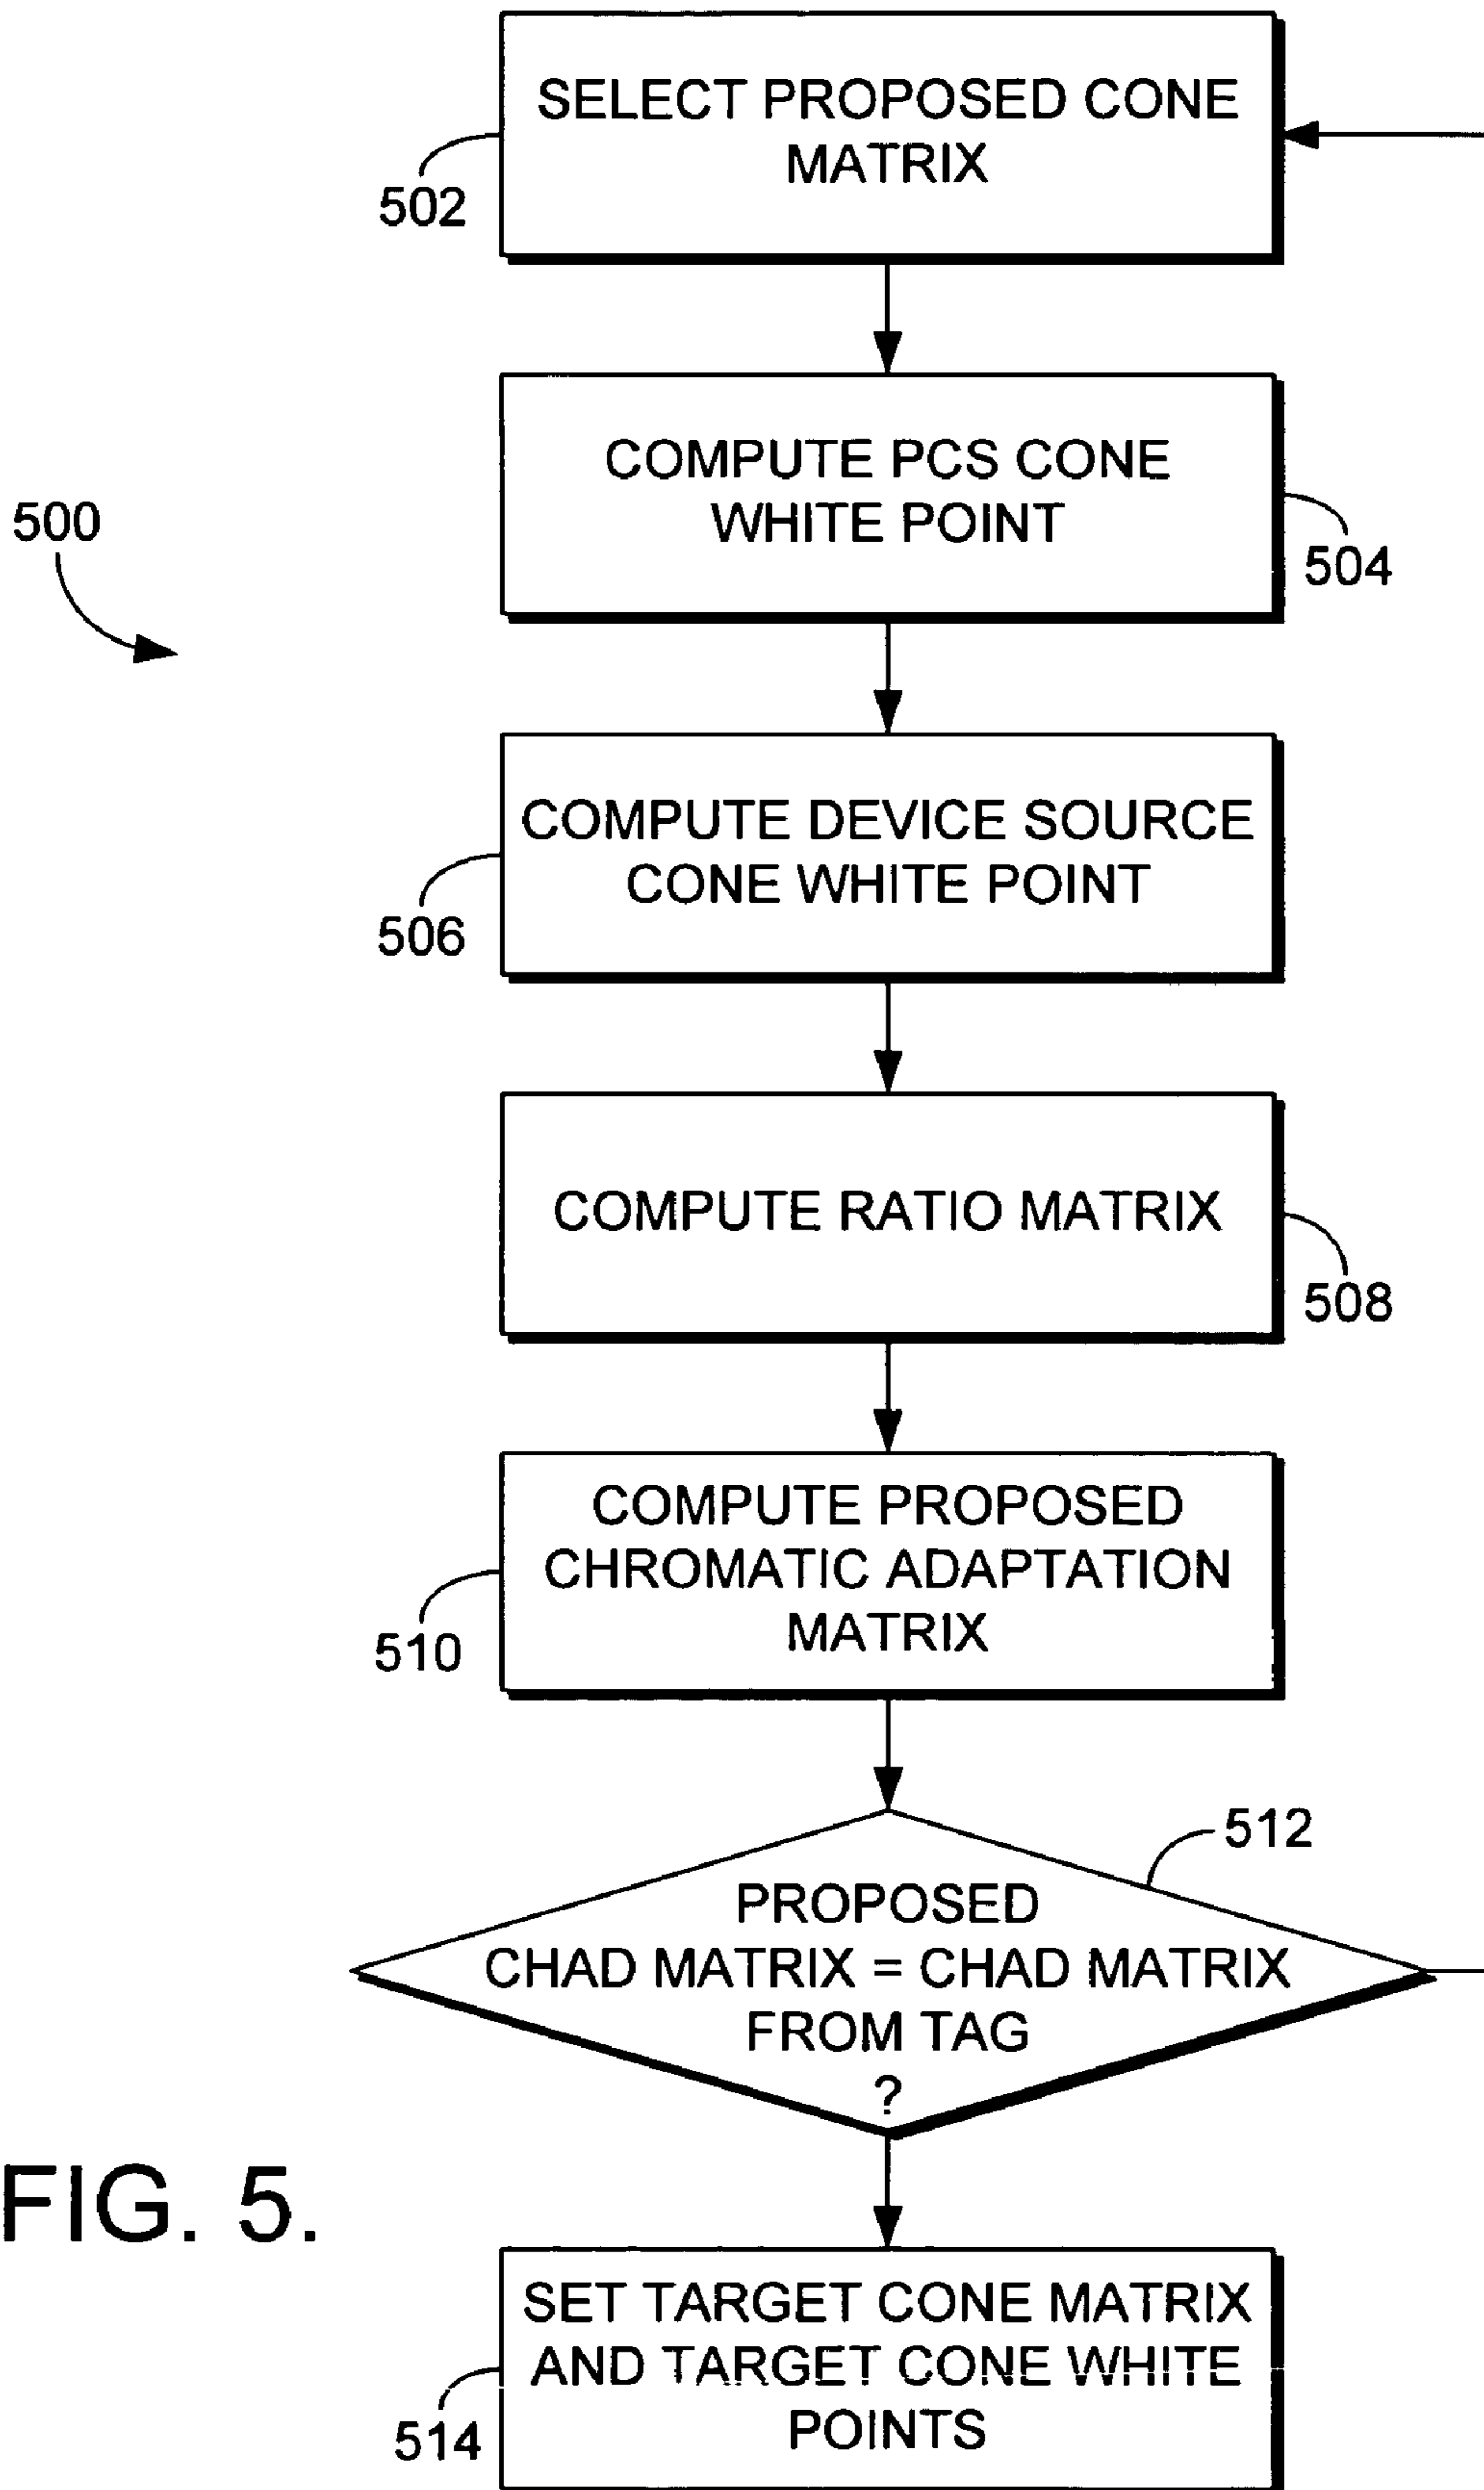 SELECT PROPOSED CONE
MATRIX
502
COMPUTE PCS CONE
WHITE POINT
504
500
COMPUTE DEVICE SOURCE
CONE WHITE POINT
506
COMPUTE RATIO MATRIX
508
COMPUTE PROPOSED
CHROMATIC ADAPTATION
MATRIX
510
512
PROPOSED
CHAD MATRIX = CHAD MATRIX
FROM TAG
?
FIG. 5.
SET TARGET CONE MATRIX
AND TARGET CONE WHITE
POINTS
514